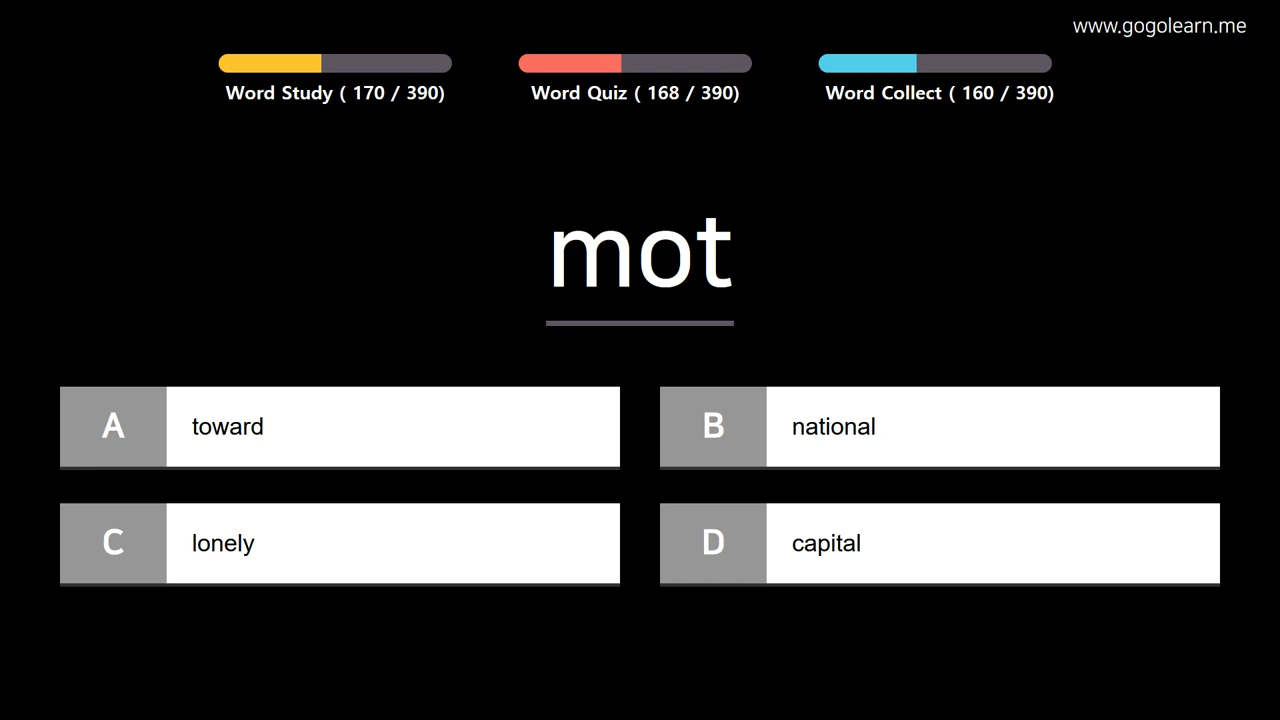 www.gogolearn.me
Word Study ( 170 / 390)
Word Quiz ( 168 / 390)
Word Collect ( 160 / 390)
mot
A toward
B national
C lonely
D capital